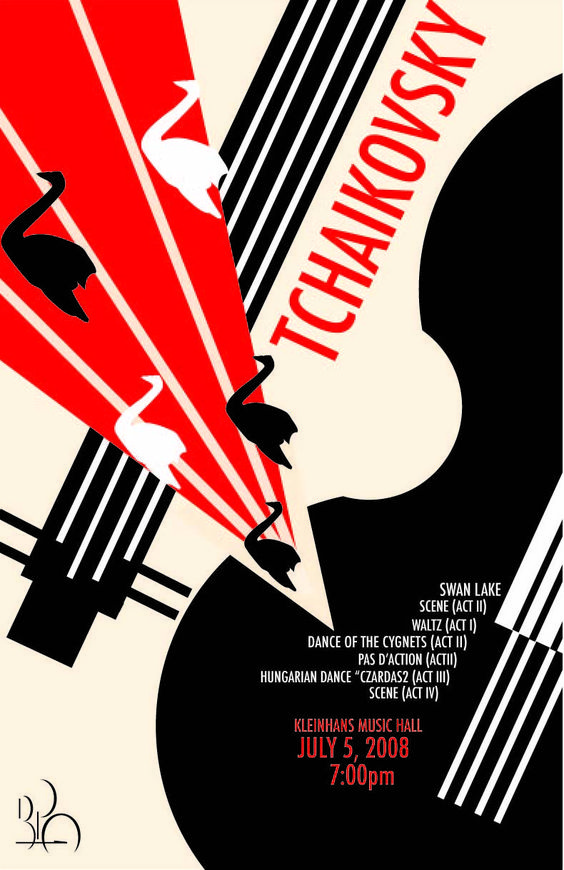 TCHAIKOVSKY
SWAN LAKE
SCENE (ACT II)
WALTZ (ACT I)
DANCE OF THE CYGNETS (ACT II)
PAS D'ACTION (ACTII)
HUNGARIAN DANCE "CZARDAS2 (ACT III)
SCENE (ACT IV)
KLEINHANS MUSIC HALL
JULY 5, 2008
7:00pm
BPO